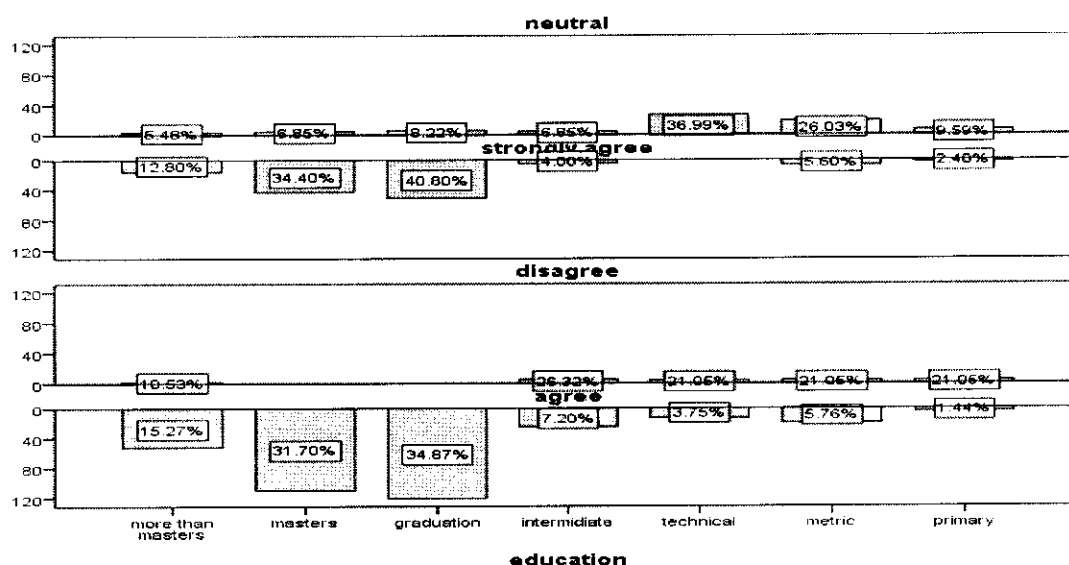 neutral
120
80
40
0
5.48% 6.85% 8.22% 6.85% 36.99% 26.03% 9.59%
strongly agree
0
40
80
120
12.80% 34.40% 40.80% 4.00% 5.60% 2.40%
disagree
120
80
40
0
10.53% 26.32% 21.05% 21.05% 21.05%
agree
0
40
80
120
15.27% 31.70% 34.87% 7.20% 3.75% 5.76% 1.44%
more than masters graduation intermidiate technical metric primary
masters
education